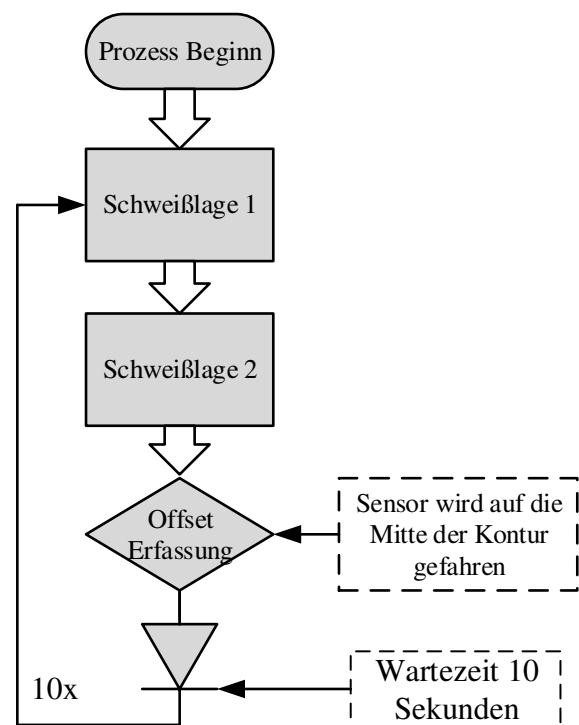 Prozess Beginn
Schweißlage 1
Schweißlage 2
Offset
Erfassung
Sensor wird auf die
Mitte der Kontur
gefahren
10x
Wartezeit 10
Sekunden